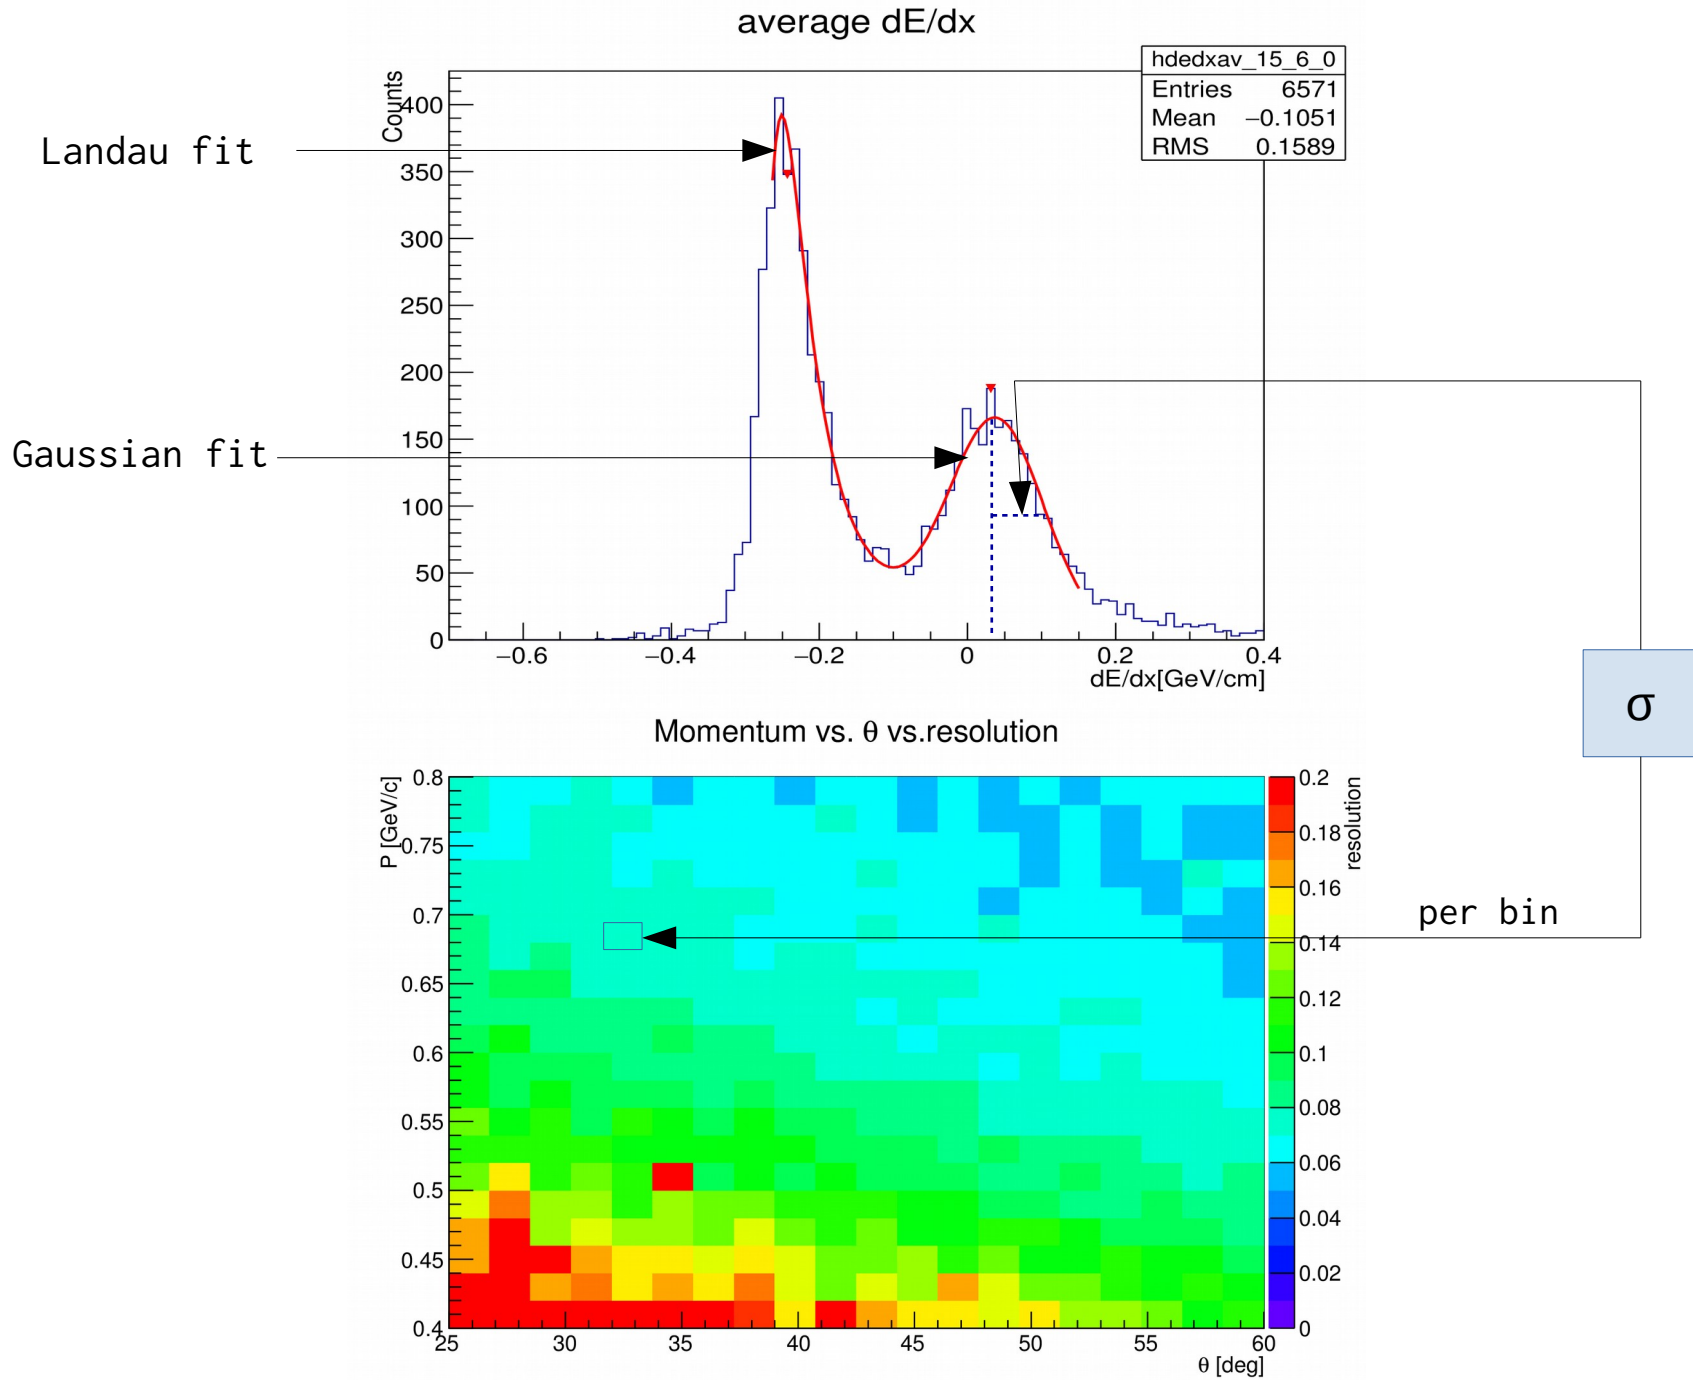 average dE/dx
hdedxav_15_6_0
Entries 6571
Mean −0.1051
RMS 0.1589
Counts
400
350
300
250
200
150
100
50
0
−0.6 −0.4 −0.2 0 0.2 0.4
dE/dx[GeV/cm]
Landau fit
Gaussian fit
σ
per bin
Momentum vs. θ vs.resolution
P [GeV/c]
0.8
0.75
0.7
0.65
0.6
0.55
0.5
0.45
0.4
25 30 35 40 45 50 55 60
θ [deg]
0.2
0.18
0.16
0.14
0.12
0.1
0.08
0.06
0.04
0.02
0
resolution